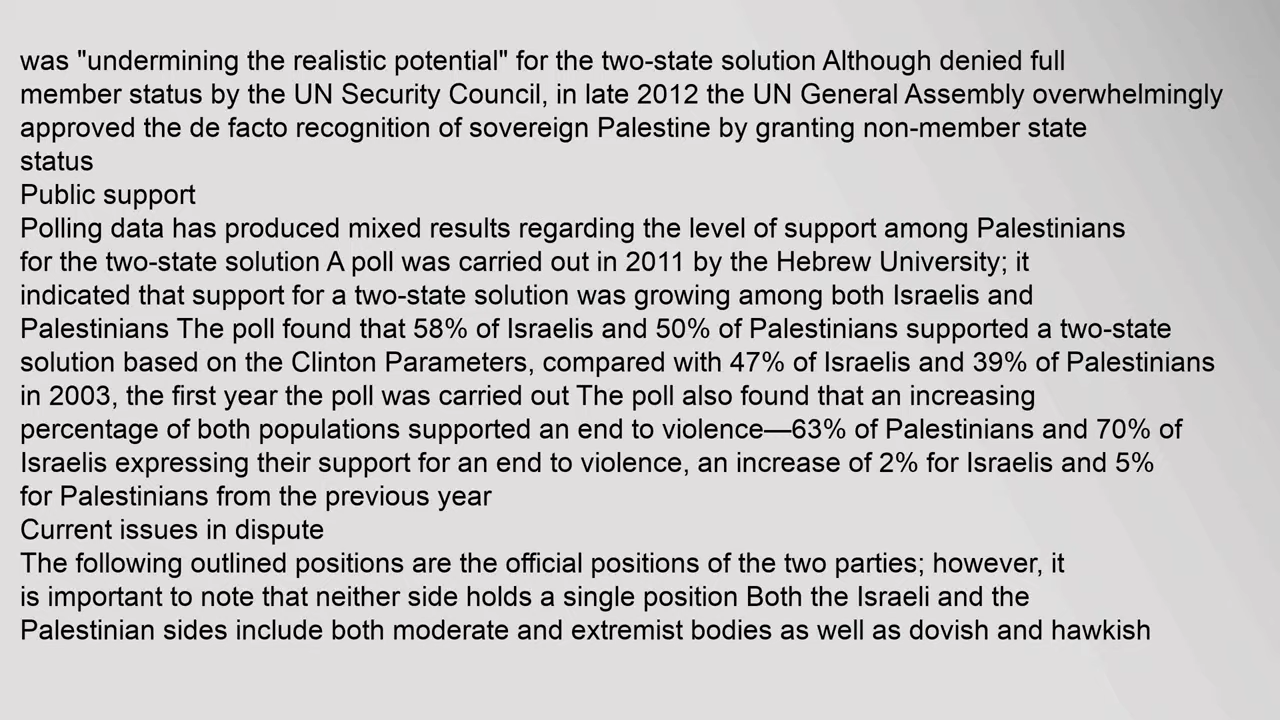 was "undermining the realistic potential" for the two-state solution Although denied full
member status by the UN Security Council, in late 2012 the UN General Assembly overwhelmingly
approved the de facto recognition of sovereign Palestine by granting non-member state
status
Public support
Polling data has produced mixed results regarding the level of support among Palestinians
for the two-state solution A poll was carried out in 2011 by the Hebrew University; it
indicated that support for a two-state solution was growing among both Israelis and
Palestinians The poll found that 58% of Israelis and 50% of Palestinians supported a two-state
solution based on the Clinton Parameters, compared with 47% of Israelis and 39% of Palestinians
in 2003, the first year the poll was carried out The poll also found that an increasing
percentage of both populations supported an end to violence—63% of Palestinians and 70% of
Israelis expressing their support for an end to violence, an increase of 2% for Israelis and 5%
for Palestinians from the previous year
Current issues in dispute
The following outlined positions are the official positions of the two parties; however, it
is important to note that neither side holds a single position Both the Israeli and the
Palestinian sides include both moderate and extremist bodies as well as dovish and hawkish